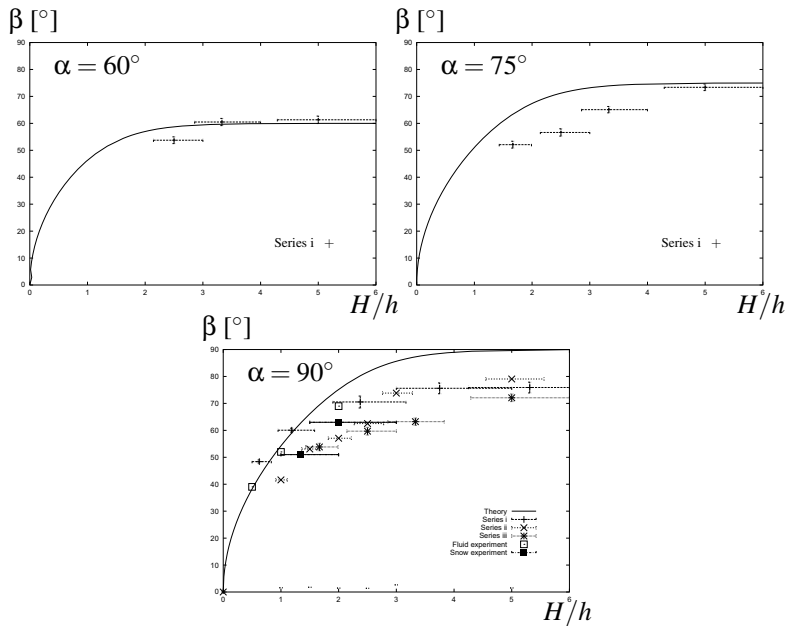 β [°]
α = 60°
90
80
70
60
50
40
30
20
10
0
0 1 2 3 4 5 6
Series i
H/h
β [°]
α = 75°
90
80
70
60
50
40
30
20
10
0
0 1 2 3 4 5 6
Series i
H/h
β [°]
α = 90°
90
80
70
60
50
40
30
20
10
0
0 1 2 3 4 5 6
Theory
Series i
Series ii
Series iii
Fluid experiment
Snow experiment
H/h